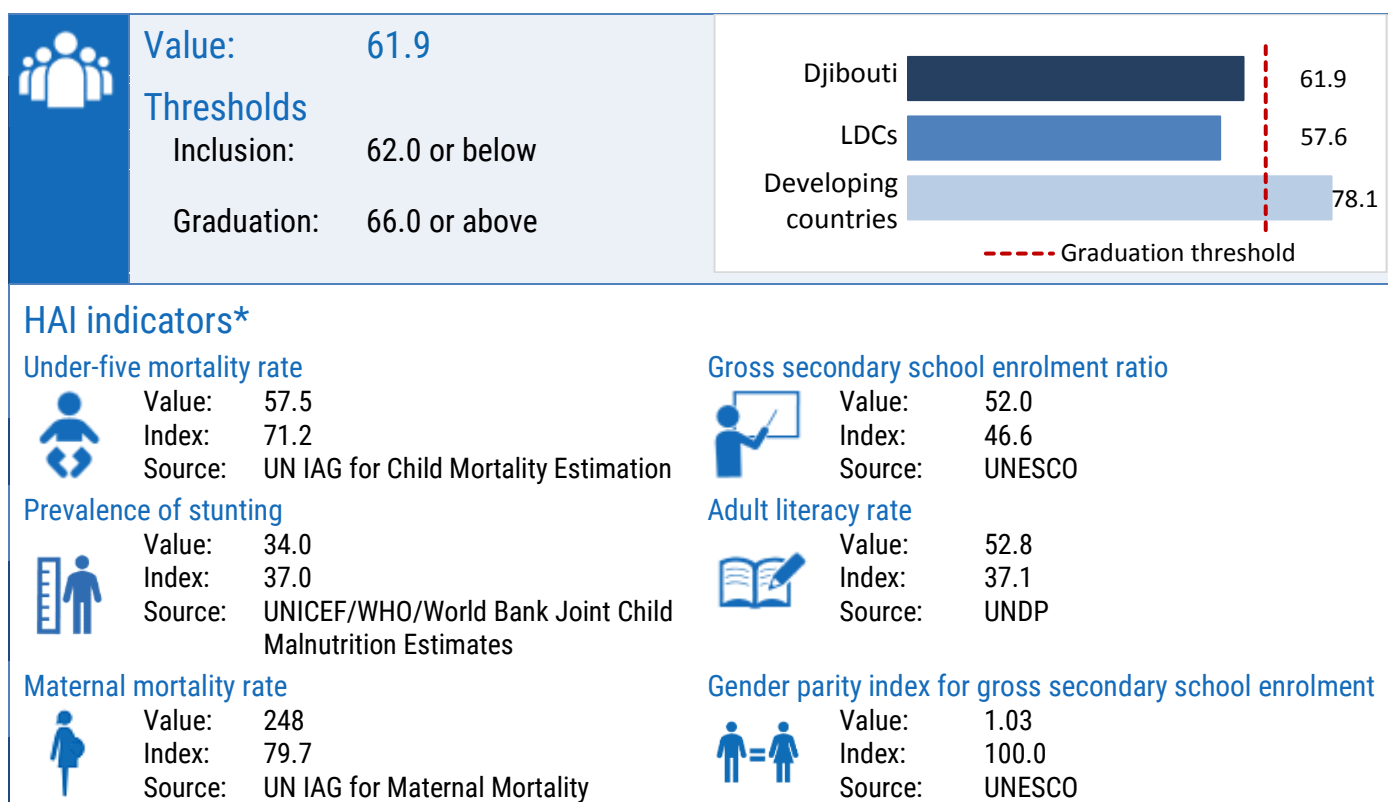 Value: 61.9
Thresholds
Inclusion: 62.0 or below
Graduation: 66.0 or above
Djibouti 61.9
LDCs 57.6
Developing
countries 78.1
Graduation threshold
HAI indicators*
Under-five mortality rate
Value: 57.5
Index: 71.2
Source: UN IAG for Child Mortality Estimation
Prevalence of stunting
Value: 34.0
Index: 37.0
Source: UNICEF/WHO/World Bank Joint Child
Malnutrition Estimates
Maternal mortality rate
Value: 248
Index: 79.7
Source: UN IAG for Maternal Mortality
Gross secondary school enrolment ratio
Value: 52.0
Index: 46.6
Source: UNESCO
Adult literacy rate
Value: 52.8
Index: 37.1
Source: UNDP
Gender parity index for gross secondary school enrolment
Value: 1.03
Index: 100.0
Source: UNESCO